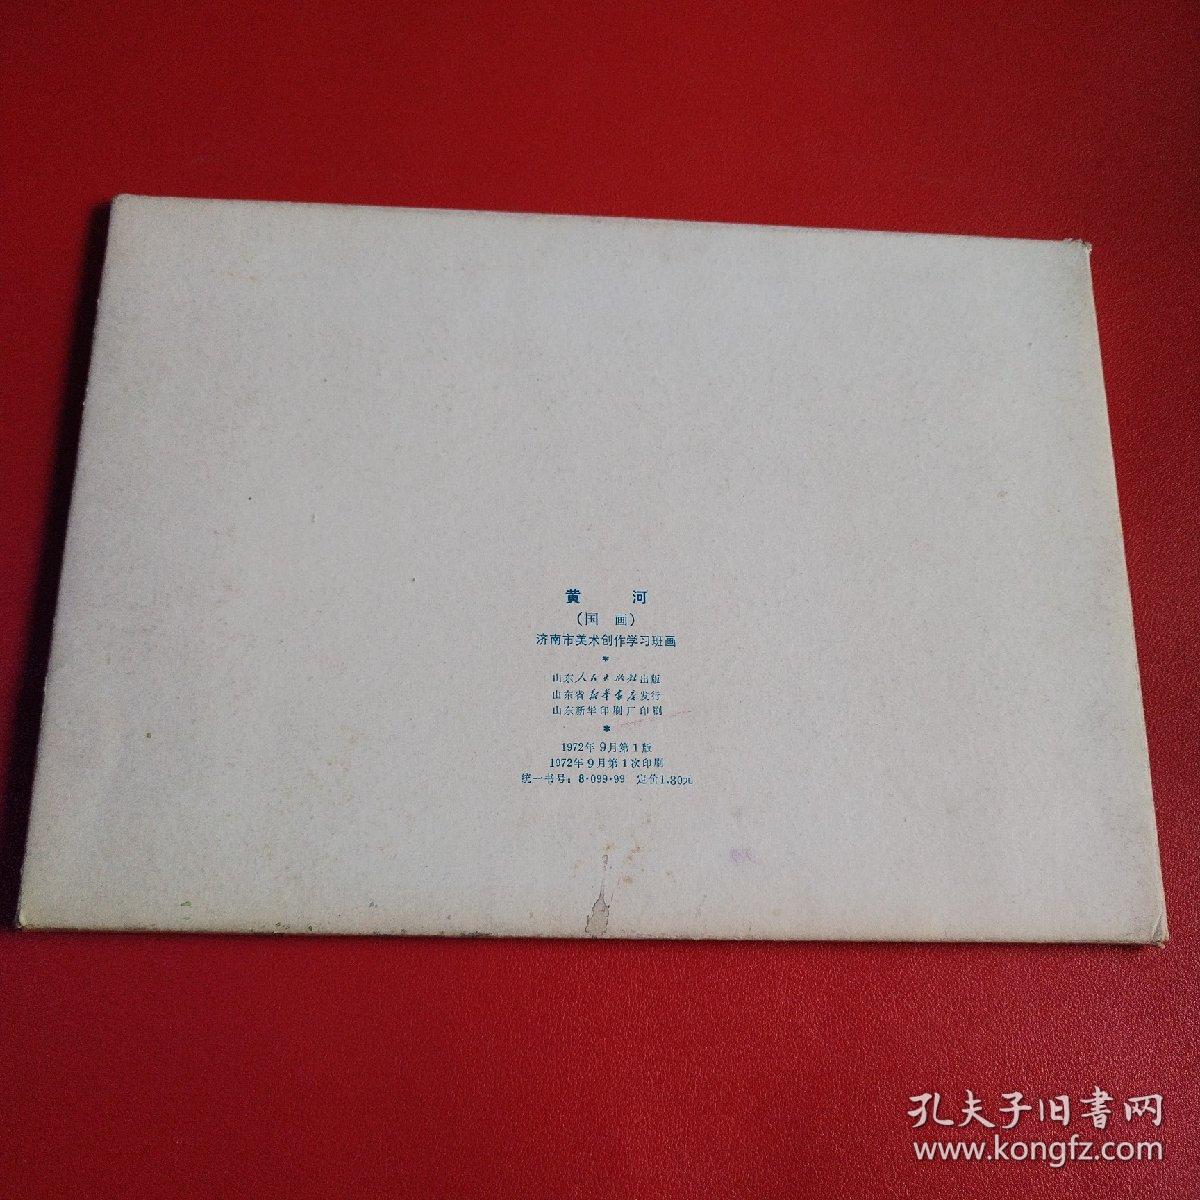 黄 河
(国 画)
济南市美术创作学习班画
*
山东人民出版社出版
山东省新华书店发行
山东新华印刷厂印刷
*
1972年9月第1版
1972年9月第1次印刷
统一书号:8·099·99 定价1.80元
孔夫子旧書网
www.kongfz.com